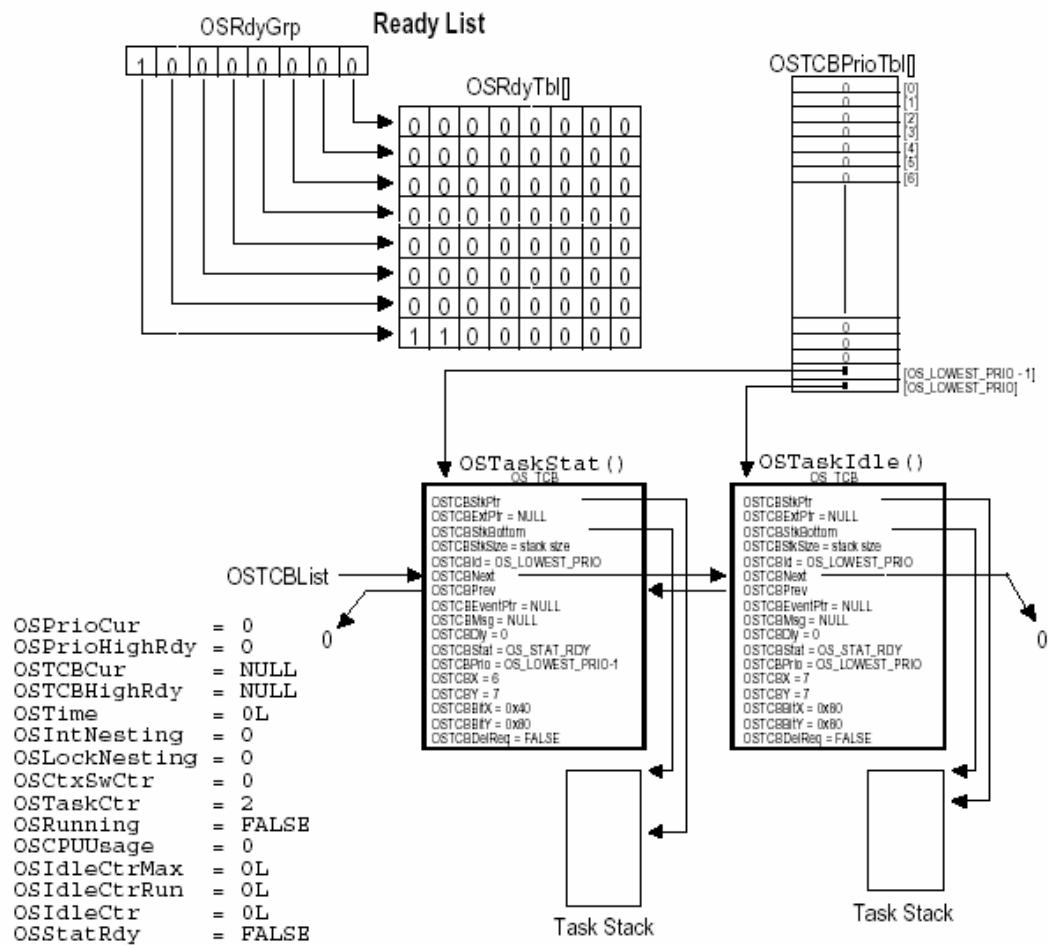 OSRdyGrp
Ready List
1 0 0 0 0 0 0 0
OSRdyTbl[]
0 0 0 0 0 0 0 0
0 0 0 0 0 0 0 0
0 0 0 0 0 0 0 0
0 0 0 0 0 0 0 0
0 0 0 0 0 0 0 0
0 0 0 0 0 0 0 0
0 0 0 0 0 0 0 0
1 1 0 0 0 0 0 0
OSTCBPrioTbl[]
0 [0]
0 [1]
0 [2]
0 [3]
0 [4]
0 [5]
0 [6]
0
0
0
[OS_LOWEST_PRIO - 1]
[OS_LOWEST_PRIO]
OSTaskStat()
OS_TCB
OSTCBStkPtr
OSTCBExtPtr = NULL
OSTCBStkBottom
OSTCBStkSize = stack size
OSTCBId = OS_LOWEST_PRIO
OSTCBNext
OSTCBPrev
OSTCBEventPtr = NULL
OSTCBMsg = NULL
OSTCBDly = 0
OSTCBStat = OS_STAT_RDY
OSTCBPrio = OS_LOWEST_PRIO-1
OSTCBX = 6
OSTCBY = 7
OSTCBBitX = 0x40
OSTCBBitY = 0x80
OSTCBDelReq = FALSE
OSTaskIdle()
OS_TCB
OSTCBStkPtr
OSTCBExtPtr = NULL
OSTCBStkBottom
OSTCBStkSize = stack size
OSTCBId = OS_LOWEST_PRIO
OSTCBNext
OSTCBPrev
OSTCBEventPtr = NULL
OSTCBMsg = NULL
OSTCBDly = 0
OSTCBStat = OS_STAT_RDY
OSTCBPrio = OS_LOWEST_PRIO
OSTCBX = 7
OSTCBY = 7
OSTCBBitX = 0x80
OSTCBBitY = 0x80
OSTCBDelReq = FALSE
OSTCBList
0
0
OSPrioCur = 0
OSPrioHighRdy = 0
OSTCBCur = NULL
OSTCBHighRdy = NULL
OSTime = 0L
OSIntNesting = 0
OSLockNesting = 0
OSCtxSwCtr = 0
OSTaskCtr = 2
OSRunning = FALSE
OSCPUUsage = 0
OSIdleCtrMax = 0L
OSIdleCtrRun = 0L
OSIdleCtr = 0L
OSStatRdy = FALSE
Task Stack
Task Stack